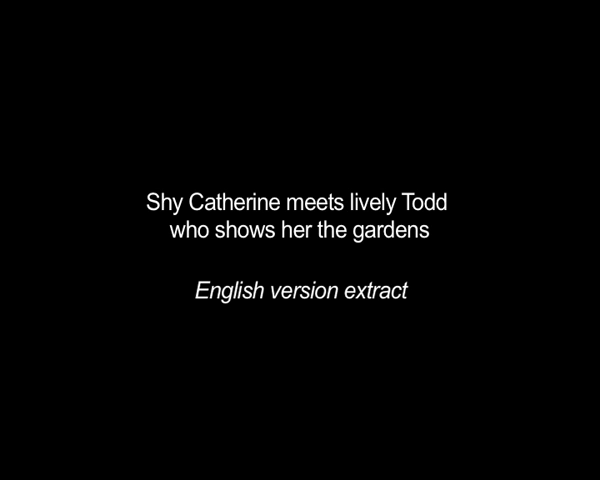 Shy Catherine meets lively Todd
who shows her the gardens
English version extract